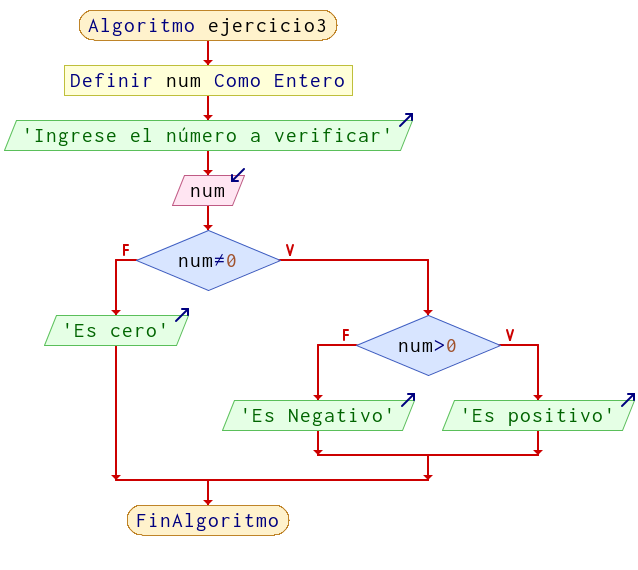 Algoritmo ejercicio3
Definir num Como Entero
'Ingrese el número a verificar'
num
F
num≠0
V
'Es cero'
F
num>0
V
'Es Negativo'
'Es positivo'
FinAlgoritmo